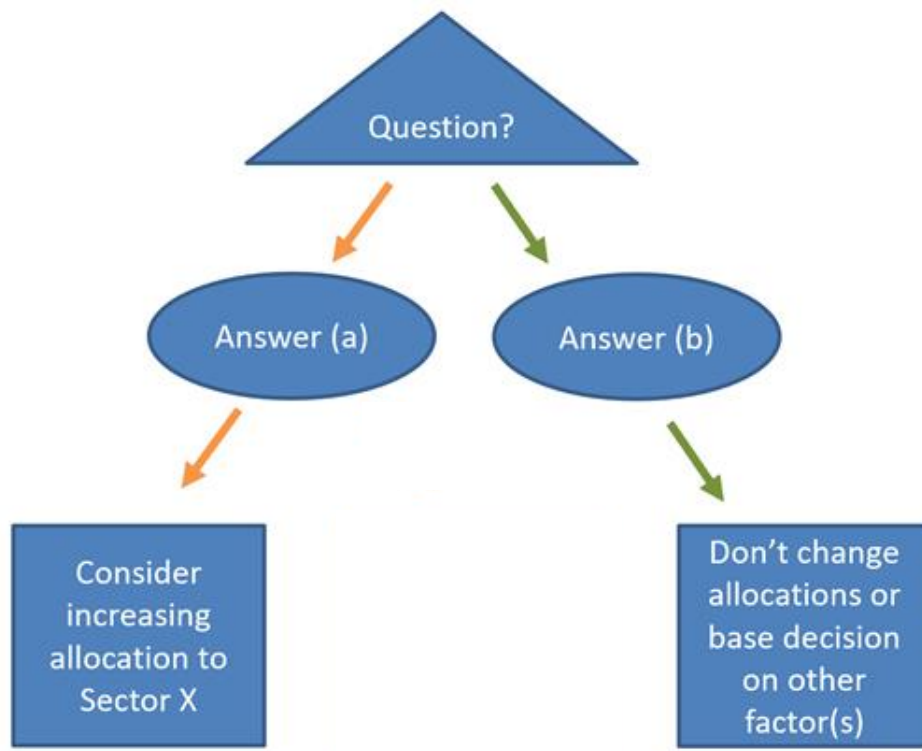 Question?
Answer (a)
Answer (b)
Consider
increasing
allocation to
Sector X
Don’t change
allocations or
base decision
on other
factor(s)